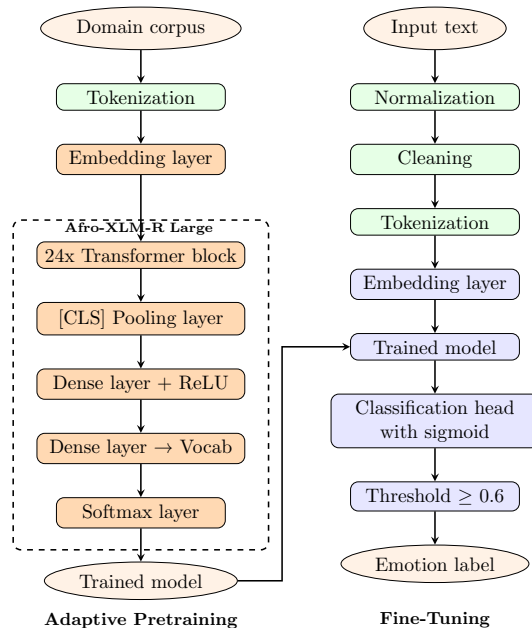 Domain corpus
Tokenization
Embedding layer
Afro-XLM-R Large
24x Transformer block
[CLS] Pooling layer
Dense layer + ReLU
Dense layer → Vocab
Softmax layer
Trained model
Adaptive Pretraining
Input text
Normalization
Cleaning
Tokenization
Embedding layer
Trained model
Classification head
with sigmoid
Threshold ≥ 0.6
Emotion label
Fine-Tuning